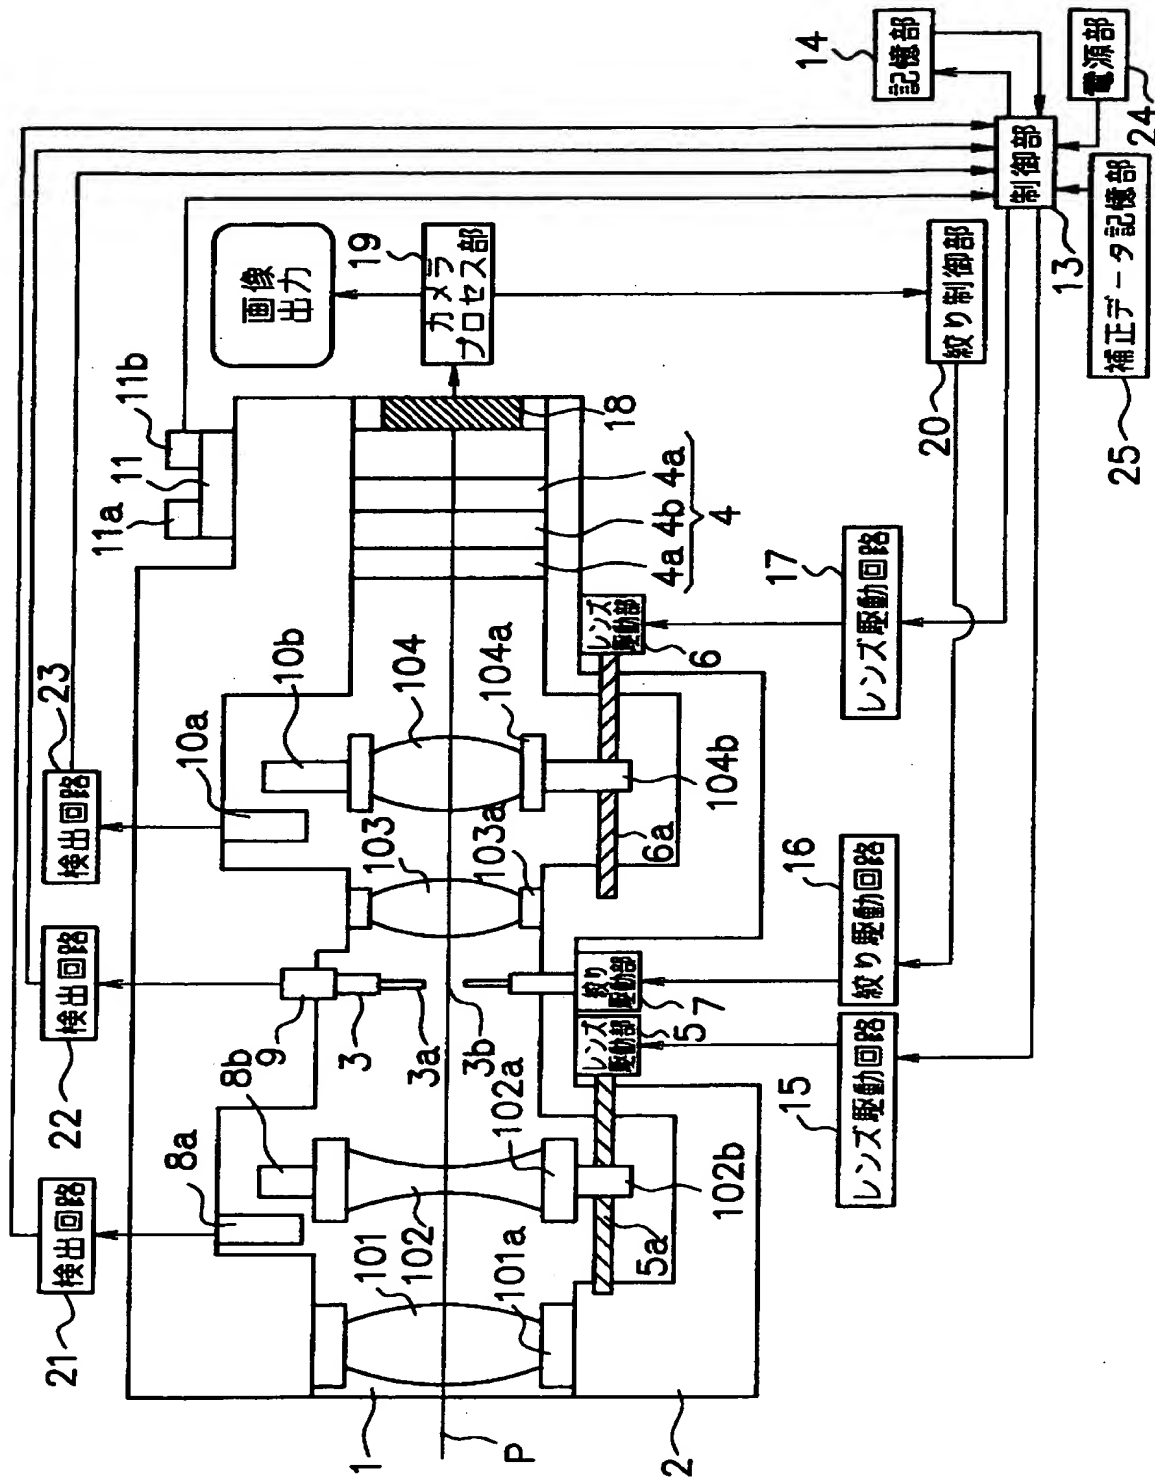 21
検出回路
22
検出回路
23
検出回路
8a
8b
9
3
3a
3b
10a
10b
11a
11
11b
画像
出力
19
カメラ
プロセス部
14
記憶部
電源部
24
制御部
13
補正データ記憶部
25
絞り制御部
20
18
4a
4b
4a
4
101
102
101a
102a
102b
5a
103
103a
104
104a
104b
6a
レンズ
駆動部
6
絞り
駆動部
7
レンズ
駆動部
5
レンズ駆動回路
17
絞り駆動回路
16
レンズ駆動回路
15
1
P
2